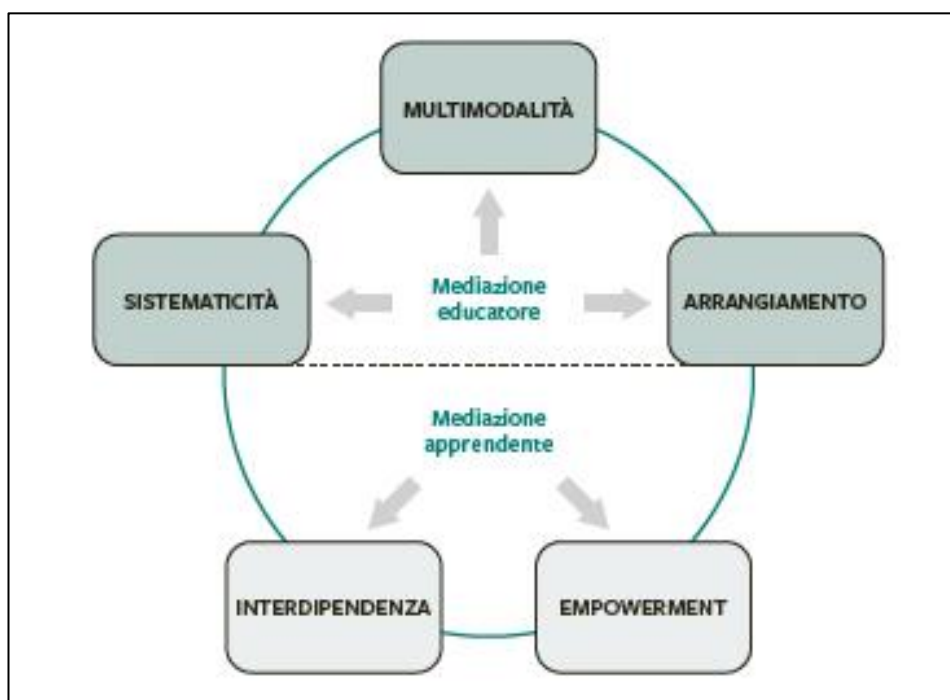 MULTIMODALITÀ
SISTEMATICITÀ
Mediazione
educatore
ARRANGIAMENTO
Mediazione
apprendente
INTERDIPENDENZA
EMPOWERMENT